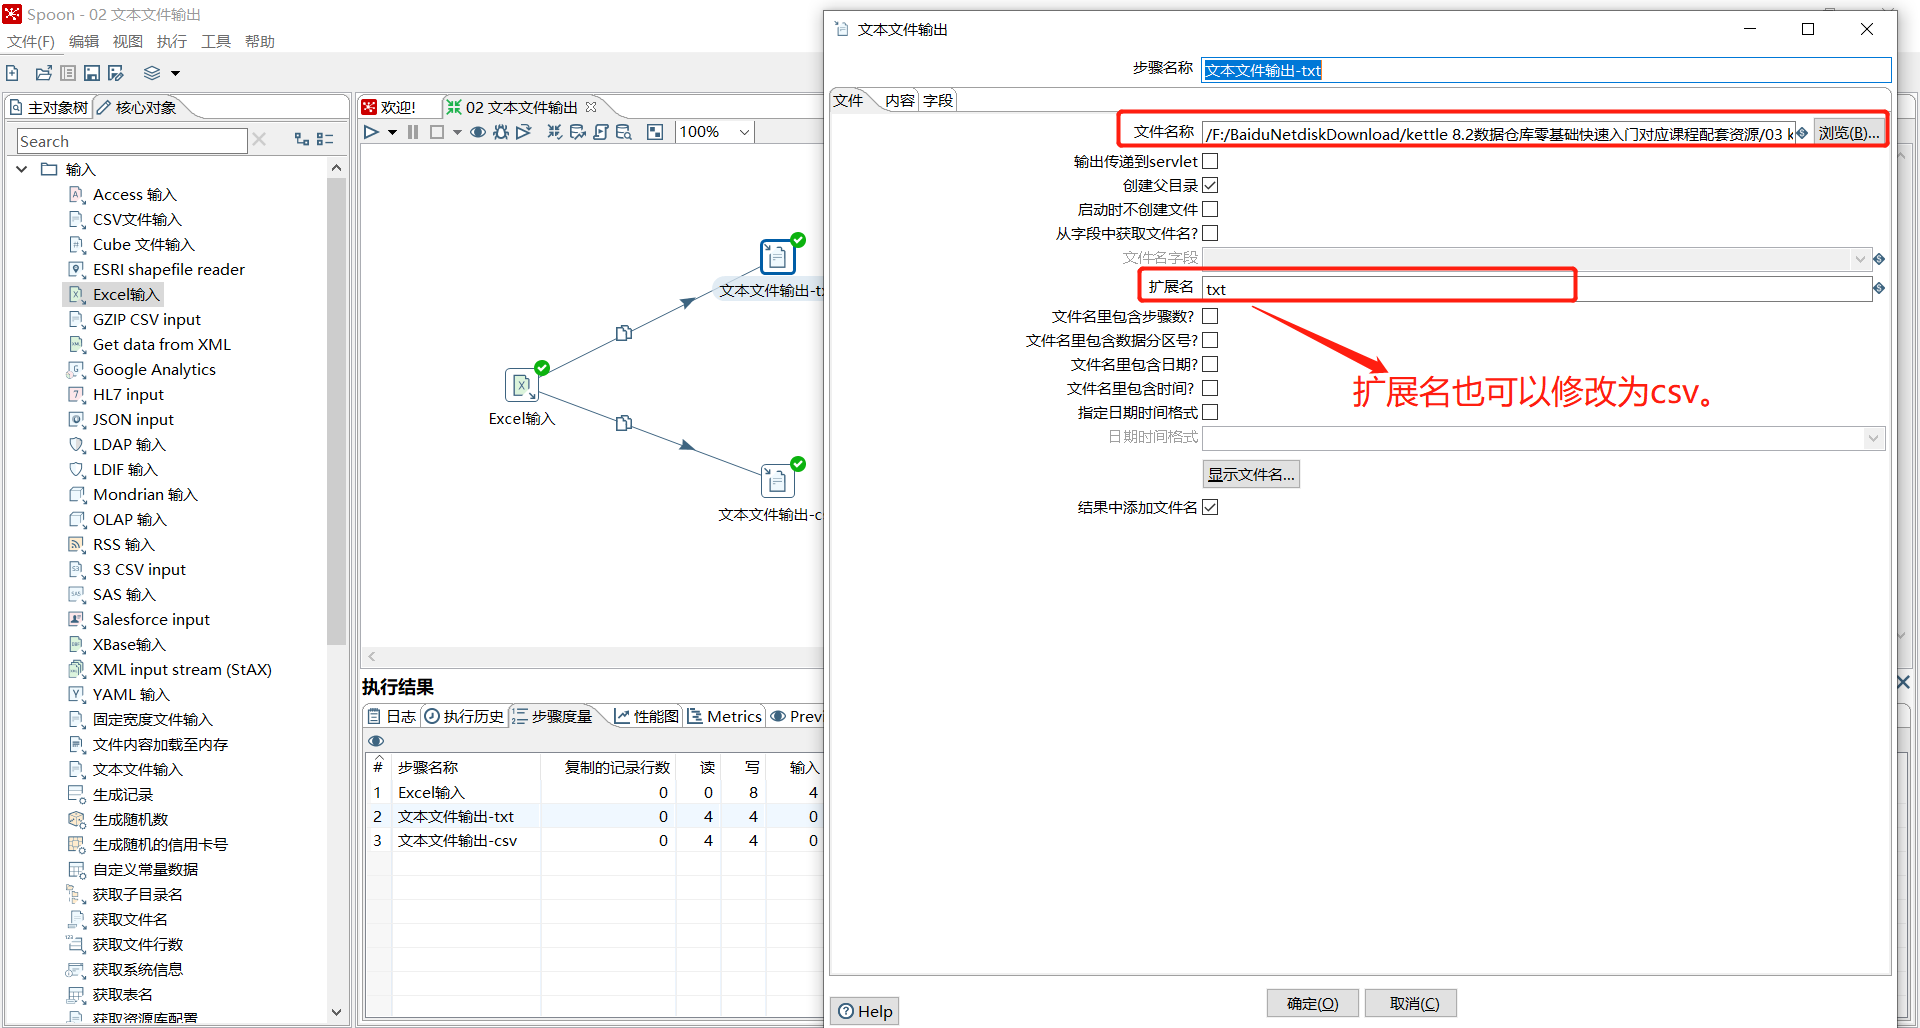 Spoon - 02 文本文件输出
文件(F) 编辑 视图 执行 工具 帮助
主对象树 核心对象
Search
输入
Access 输入
CSV文件输入
Cube 文件输入
ESRI shapefile reader
Excel输入
GZIP CSV input
Get data from XML
Google Analytics
HL7 input
JSON input
LDAP 输入
LDIF 输入
Mondrian 输入
OLAP 输入
RSS 输入
S3 CSV input
SAS 输入
Salesforce input
XBase输入
XML input stream (StAX)
YAML 输入
固定宽度文件输入
文件内容加载至内存
文本文件输入
生成记录
生成随机数
生成随机的信用卡号
自定义常量数据
获取子目录名
获取文件名
获取文件行数
获取系统信息
获取表名
获取资源库配置
欢迎! 02 文本文件输出
100%
文本文件输出-tx
Excel输入
文本文件输出-cs
执行结果
日志 执行历史 步骤度量 性能图 Metrics Previ
# 步骤名称 复制的记录行数 读 写 输入
1 Excel输入 0 0 8 4
2 文本文件输出-txt 0 4 4 0
3 文本文件输出-csv 0 4 4 0
文本文件输出
步骤名称 文本文件输出-txt
文件 内容 字段
文件名称 /F:/BaiduNetdiskDownload/kettle 8.2数据仓库零基础快速入门对应课程配套资源/03 k 浏览(B)...
输出传递到servlet
创建父目录
启动时不创建文件
从字段中获取文件名?
文件名字段
扩展名 txt
文件名里包含步骤数?
文件名里包含数据分区号?
文件名里包含日期?
文件名里包含时间?
指定日期时间格式
日期时间格式
显示文件名...
结果中添加文件名
扩展名也可以修改为csv。
Help 确定(O) 取消(C)